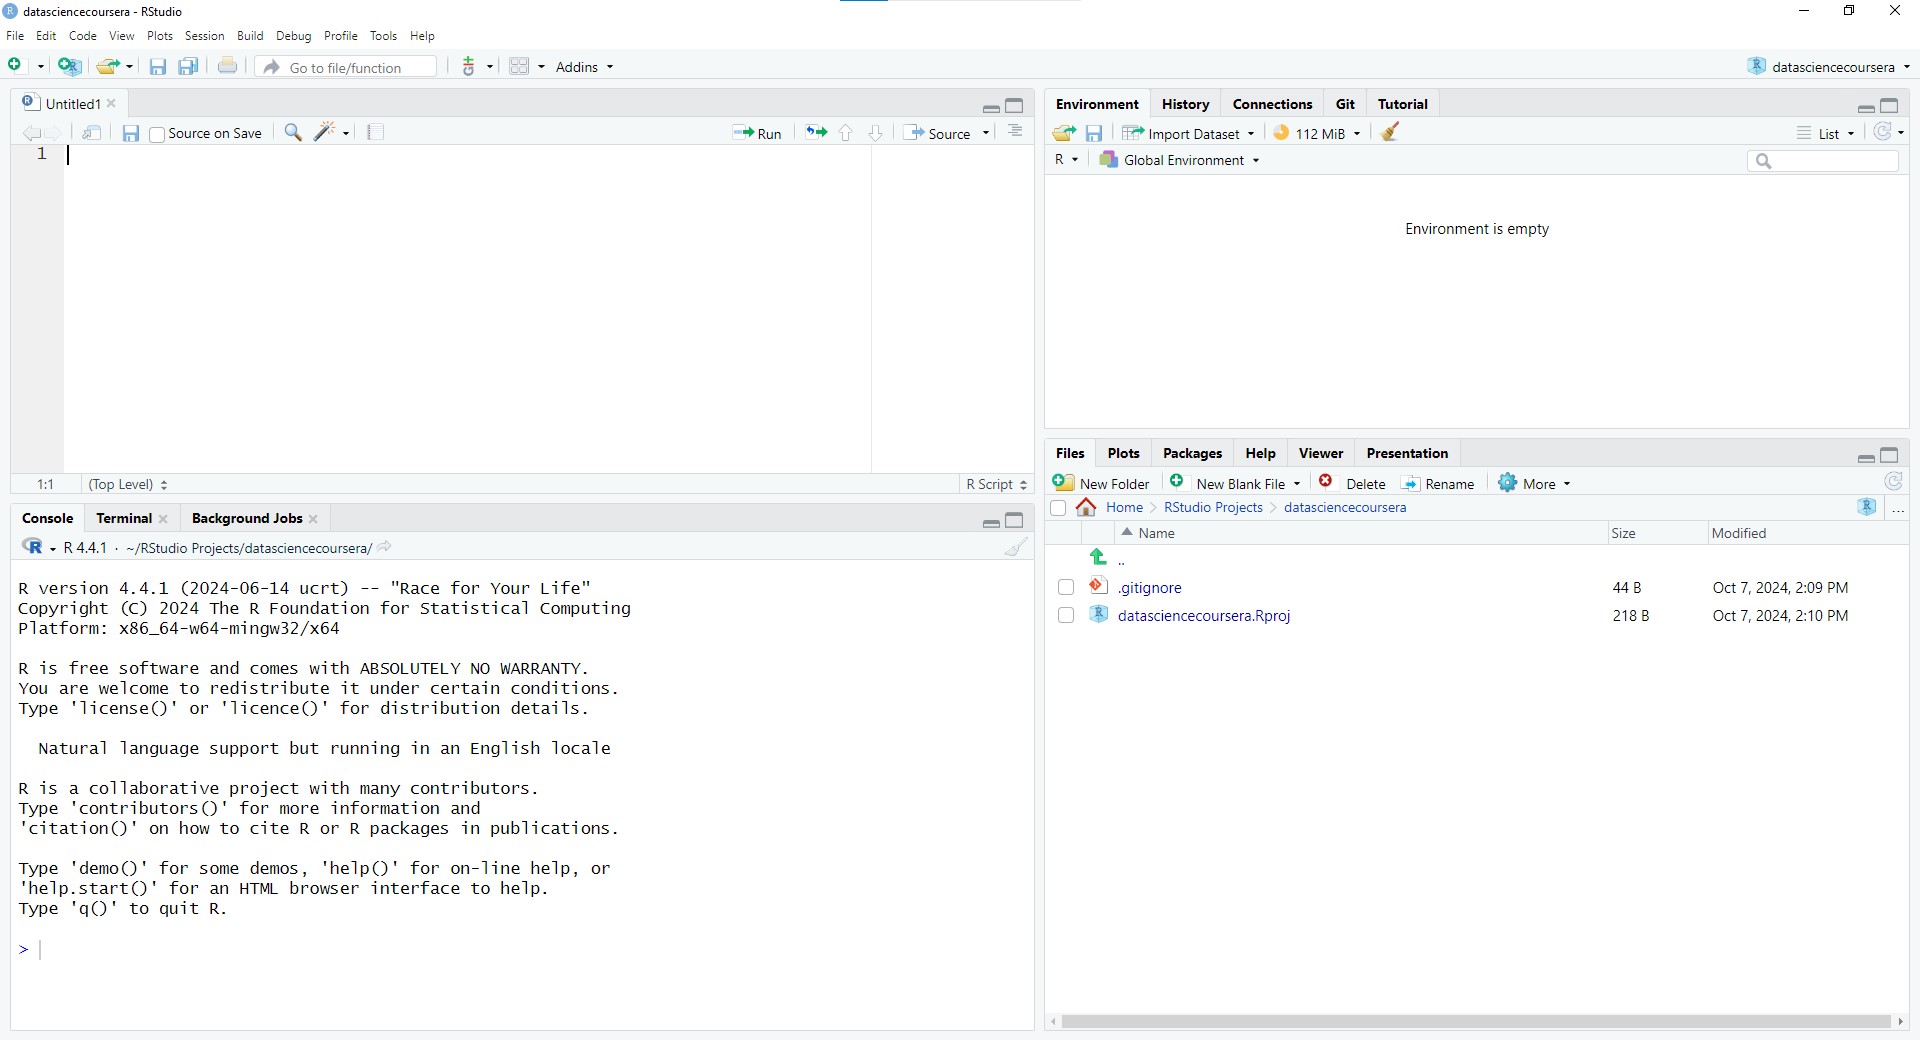 datasciencecoursera - RStudio
File Edit Code View Plots Session Build Debug Profile Tools Help
Go to file/function Addins datasciencecoursera
Untitled1
Source on Save Run Source
1
1:1 (Top Level) R Script
Console Terminal Background Jobs
R 4.4.1 · ~/RStudio Projects/datasciencecoursera/
R version 4.4.1 (2024-06-14 ucrt) -- "Race for Your Life"
Copyright (C) 2024 The R Foundation for Statistical Computing
Platform: x86_64-w64-mingw32/x64
R is free software and comes with ABSOLUTELY NO WARRANTY.
You are welcome to redistribute it under certain conditions.
Type 'license()' or 'licence()' for distribution details.
Natural language support but running in an English locale
R is a collaborative project with many contributors.
Type 'contributors()' for more information and
'citation()' on how to cite R or R packages in publications.
Type 'demo()' for some demos, 'help()' for on-line help, or
'help.start()' for an HTML browser interface to help.
Type 'q()' to quit R.
>
Environment History Connections Git Tutorial
Import Dataset 112 MiB List
R Global Environment
Environment is empty
Files Plots Packages Help Viewer Presentation
New Folder New Blank File Delete Rename More
Home RStudio Projects datasciencecoursera ...
Name Size Modified
..
.gitignore 44 B Oct 7, 2024, 2:09 PM
datasciencecoursera.Rproj 218 B Oct 7, 2024, 2:10 PM